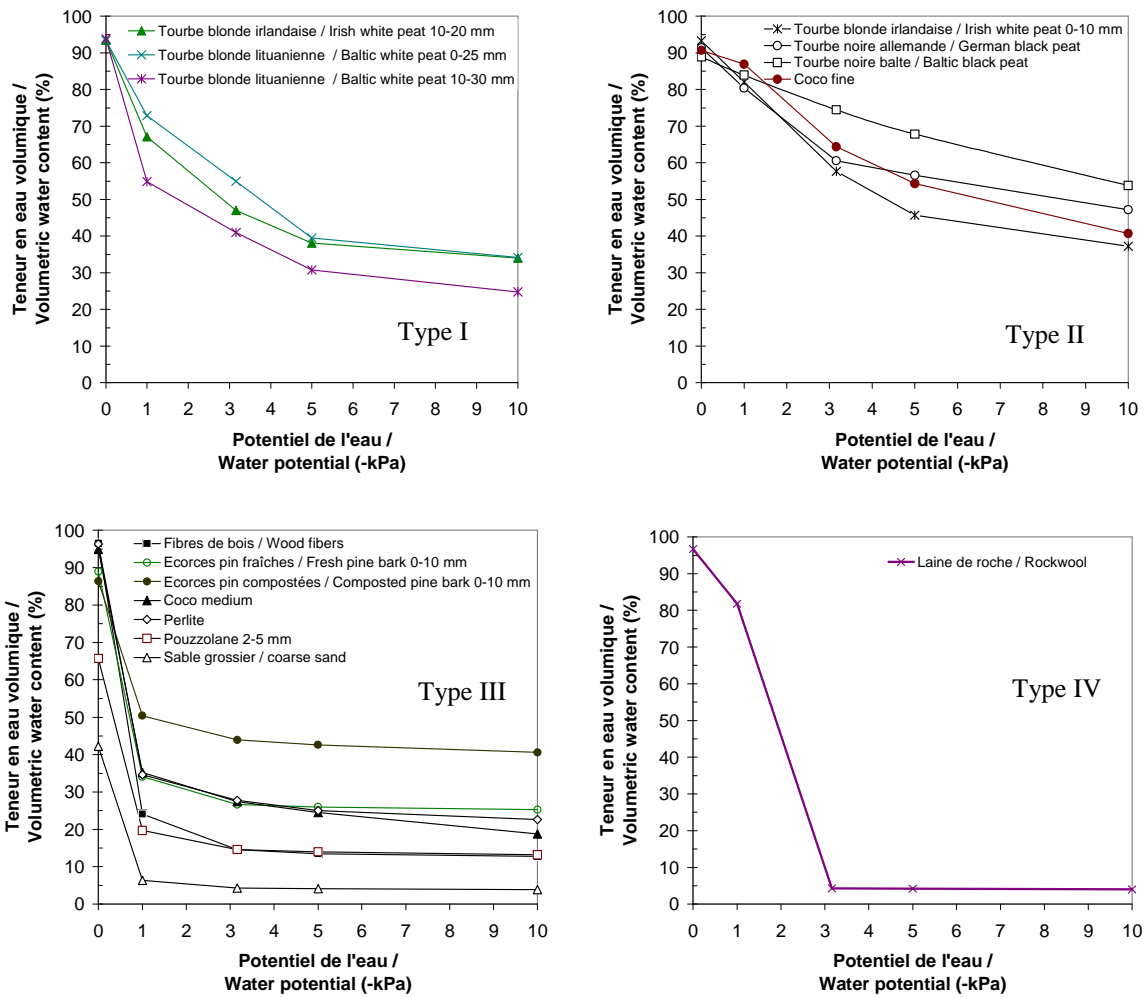 Teneur en eau volumique /
Volumetric water content (%)
100
90
80
70
60
50
40
30
20
10
0
Tourbe blonde irlandaise / Irish white peat 10-20 mm
Tourbe blonde lituanienne / Baltic white peat 0-25 mm
Tourbe blonde lituanienne / Baltic white peat 10-30 mm
Type I
0 1 2 3 4 5 6 7 8 9 10
Potentiel de l'eau /
Water potential (-kPa)
Teneur en eau volumique /
Volumetric water content (%)
100
90
80
70
60
50
40
30
20
10
0
Tourbe blonde irlandaise / Irish white peat 0-10 mm
Tourbe noire allemande / German black peat
Tourbe noire balte / Baltic black peat
Coco fine
Type II
0 1 2 3 4 5 6 7 8 9 10
Potentiel de l'eau /
Water potential (-kPa)
Teneur en eau volumique /
Volumetric water content (%)
100
90
80
70
60
50
40
30
20
10
0
Fibres de bois / Wood fibers
Ecorces pin fraîches / Fresh pine bark 0-10 mm
Ecorces pin compostées / Composted pine bark 0-10 mm
Coco medium
Perlite
Pouzzolane 2-5 mm
Sable grossier / coarse sand
Type III
0 1 2 3 4 5 6 7 8 9 10
Potentiel de l'eau /
Water potential (-kPa)
Teneur en eau volumique /
Volumetric water content (%)
100
90
80
70
60
50
40
30
20
10
0
Laine de roche / Rockwool
Type IV
0 1 2 3 4 5 6 7 8 9 10
Potentiel de l'eau /
Water potential (-kPa)